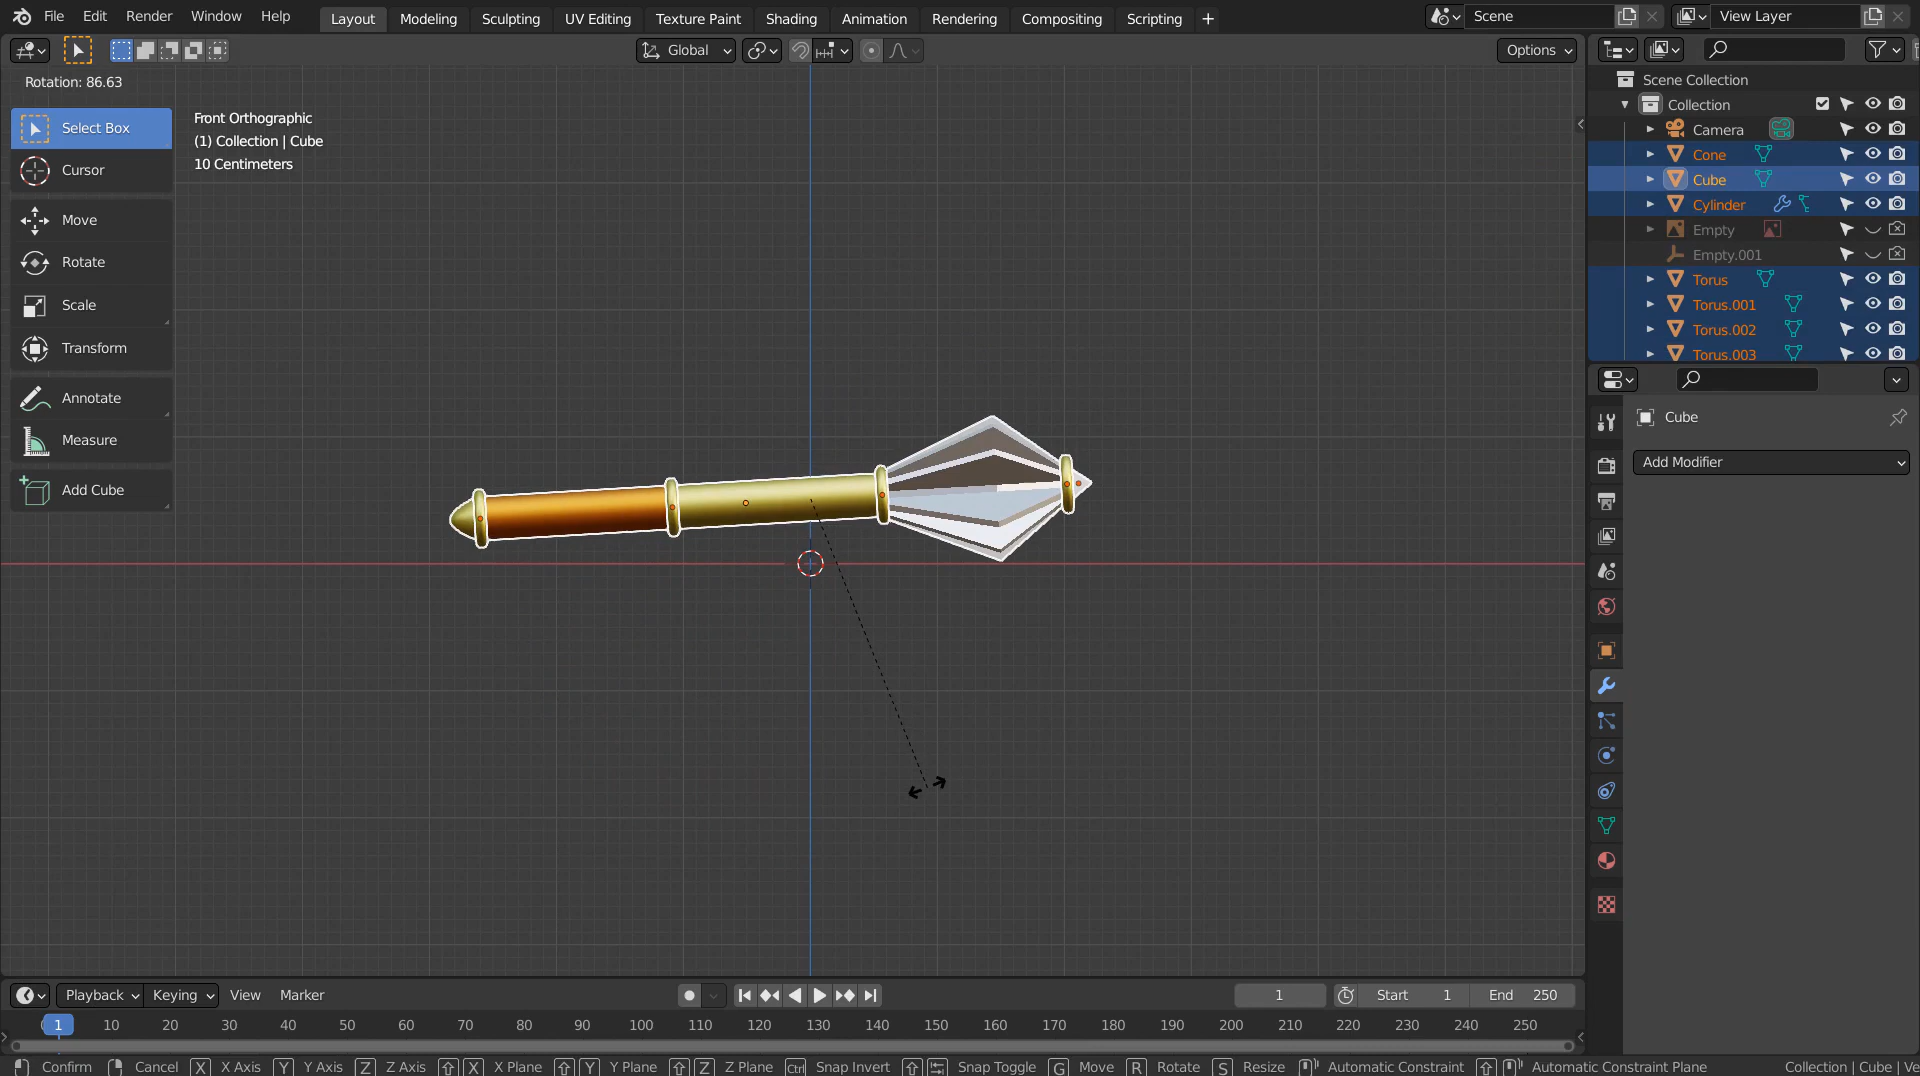 File Edit Render Window Help Layout Modeling Sculpting UV Editing Texture Paint Shading Animation Rendering Compositing Scripting + Scene View Layer
Global Options
Rotation: 86.63
Select Box
Cursor
Move
Rotate
Scale
Transform
Annotate
Measure
Add Cube
Front Orthographic
(1) Collection | Cube
10 Centimeters
Scene Collection
Collection
Camera
Cone
Cube
Cylinder
Empty
Empty.001
Torus
Torus.001
Torus.002
Torus.003
Cube
Add Modifier
Playback Keying View Marker 1 Start 1 End 250
1 10 20 30 40 50 60 70 80 90 100 110 120 130 140 150 160 170 180 190 200 210 220 230 240 250
Confirm Cancel X X Axis Y Y Axis Z Z Axis X X Plane Y Y Plane Z Z Plane Ctrl Snap Invert Snap Toggle G Move R Rotate S Resize Automatic Constraint Automatic Constraint Plane Collection | Cube | Ve